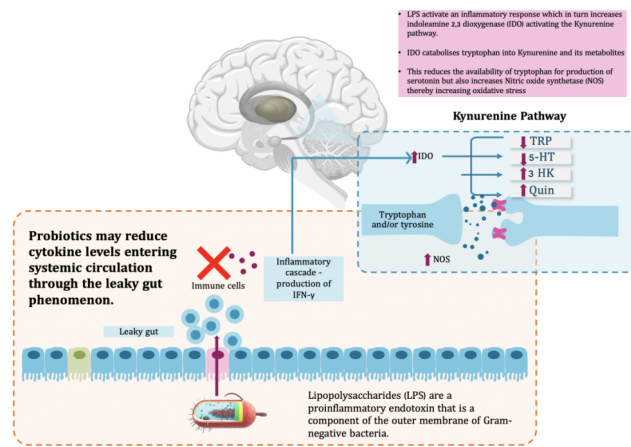 LPS activate an inflammatory response which in turn increases
indoleamine 2,3 dioxygenase (IDO) activating the Kynurenine
pathway.
IDO catabolises tryptophan into Kynurenine and its metabolites
This reduces the availability of tryptophan for production of
serotonin but also increases Nitric oxide synthetase (NOS)
thereby increasing oxidative stress
Kynurenine Pathway
IDO
TRP
5-HT
3 HK
Quin
Tryptophan
and/or tyrosine
NOS
Probiotics may reduce
cytokine levels entering
systemic circulation
through the leaky gut
phenomenon.
Immune cells
Inflammatory
cascade -
production of
IFN-γ
Leaky gut
Lipopolysaccharides (LPS) are a
proinflammatory endotoxin that is a
component of the outer membrane of Gram-
negative bacteria.